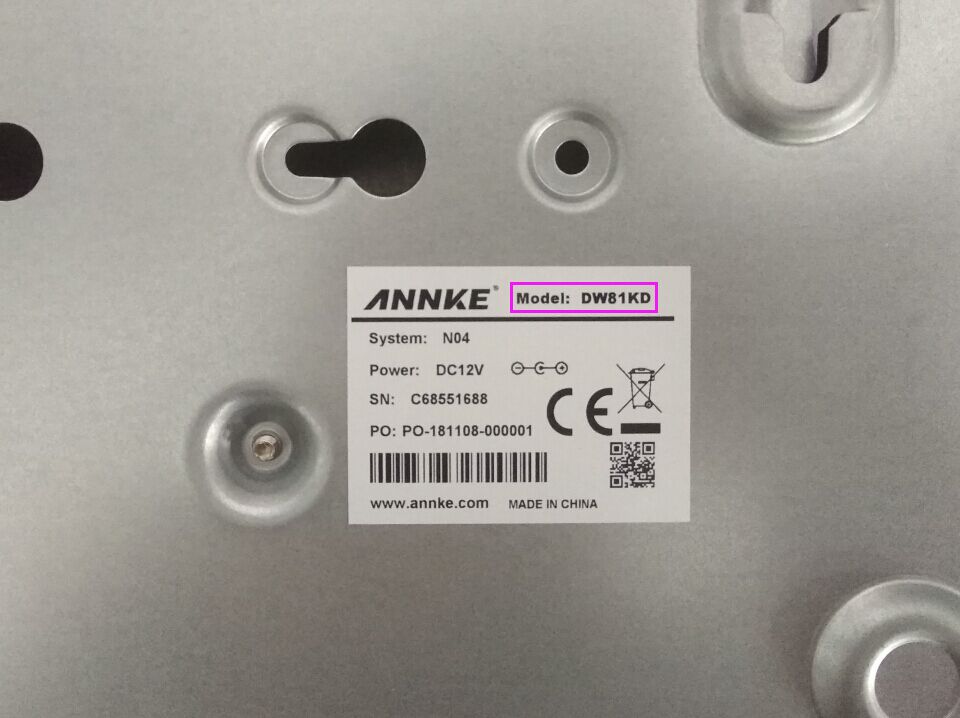 ANNKE® Model: DW81KD
System: N04
Power: DC12V
SN: C68551688
PO: PO-181108-000001
www.annke.com MADE IN CHINA